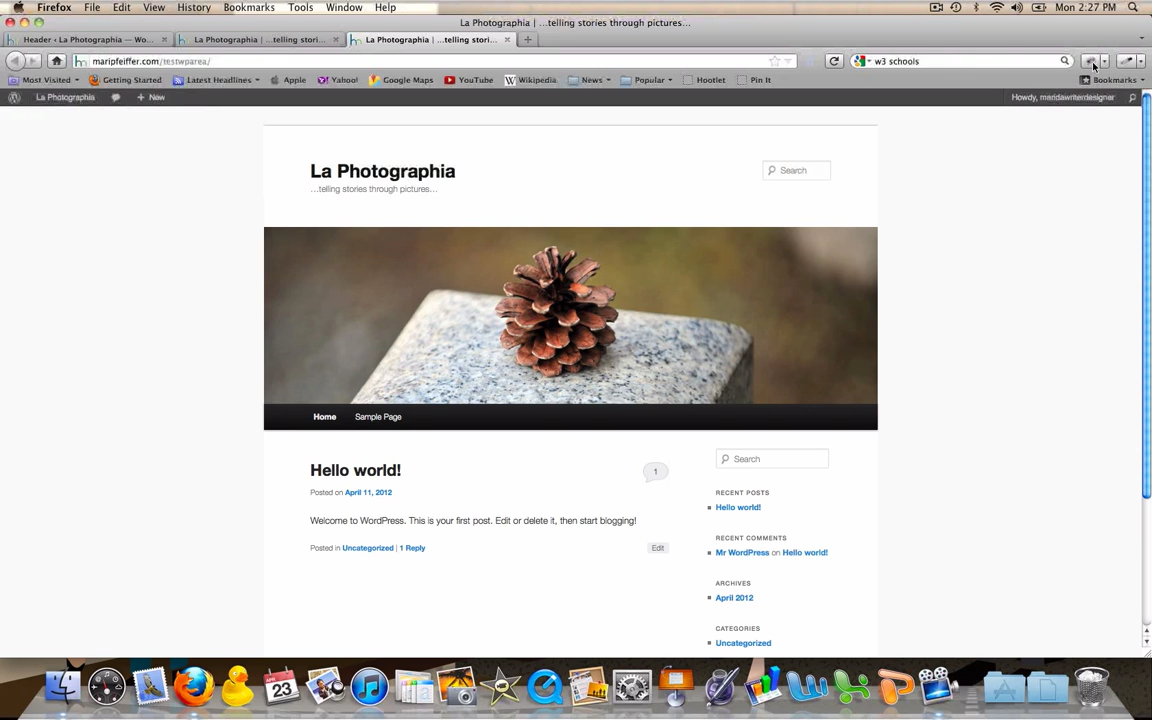 Firefox File Edit View History Bookmarks Tools Window Help Mon 2:27 PM
La Photographia | ...telling stories through pictures...
Header ‹ La Photographia — Wo... La Photographia | ...telling stori... La Photographia | ...telling stori...
maripfeiffer.com/testwparea/ w3 schools
Most Visited Getting Started Latest Headlines Apple Yahoo! Google Maps YouTube Wikipedia News Popular Hootlet Pin It Bookmarks
La Photographia + New Howdy, meridawriterdesigner
La Photographia
...telling stories through pictures...
Search
Home Sample Page
Hello world!
1
Posted on April 11, 2012
Welcome to WordPress. This is your first post. Edit or delete it, then start blogging!
Posted in Uncategorized | 1 Reply
Edit
Search
RECENT POSTS
Hello world!
RECENT COMMENTS
Mr WordPress on Hello world!
ARCHIVES
April 2012
CATEGORIES
Uncategorized
23